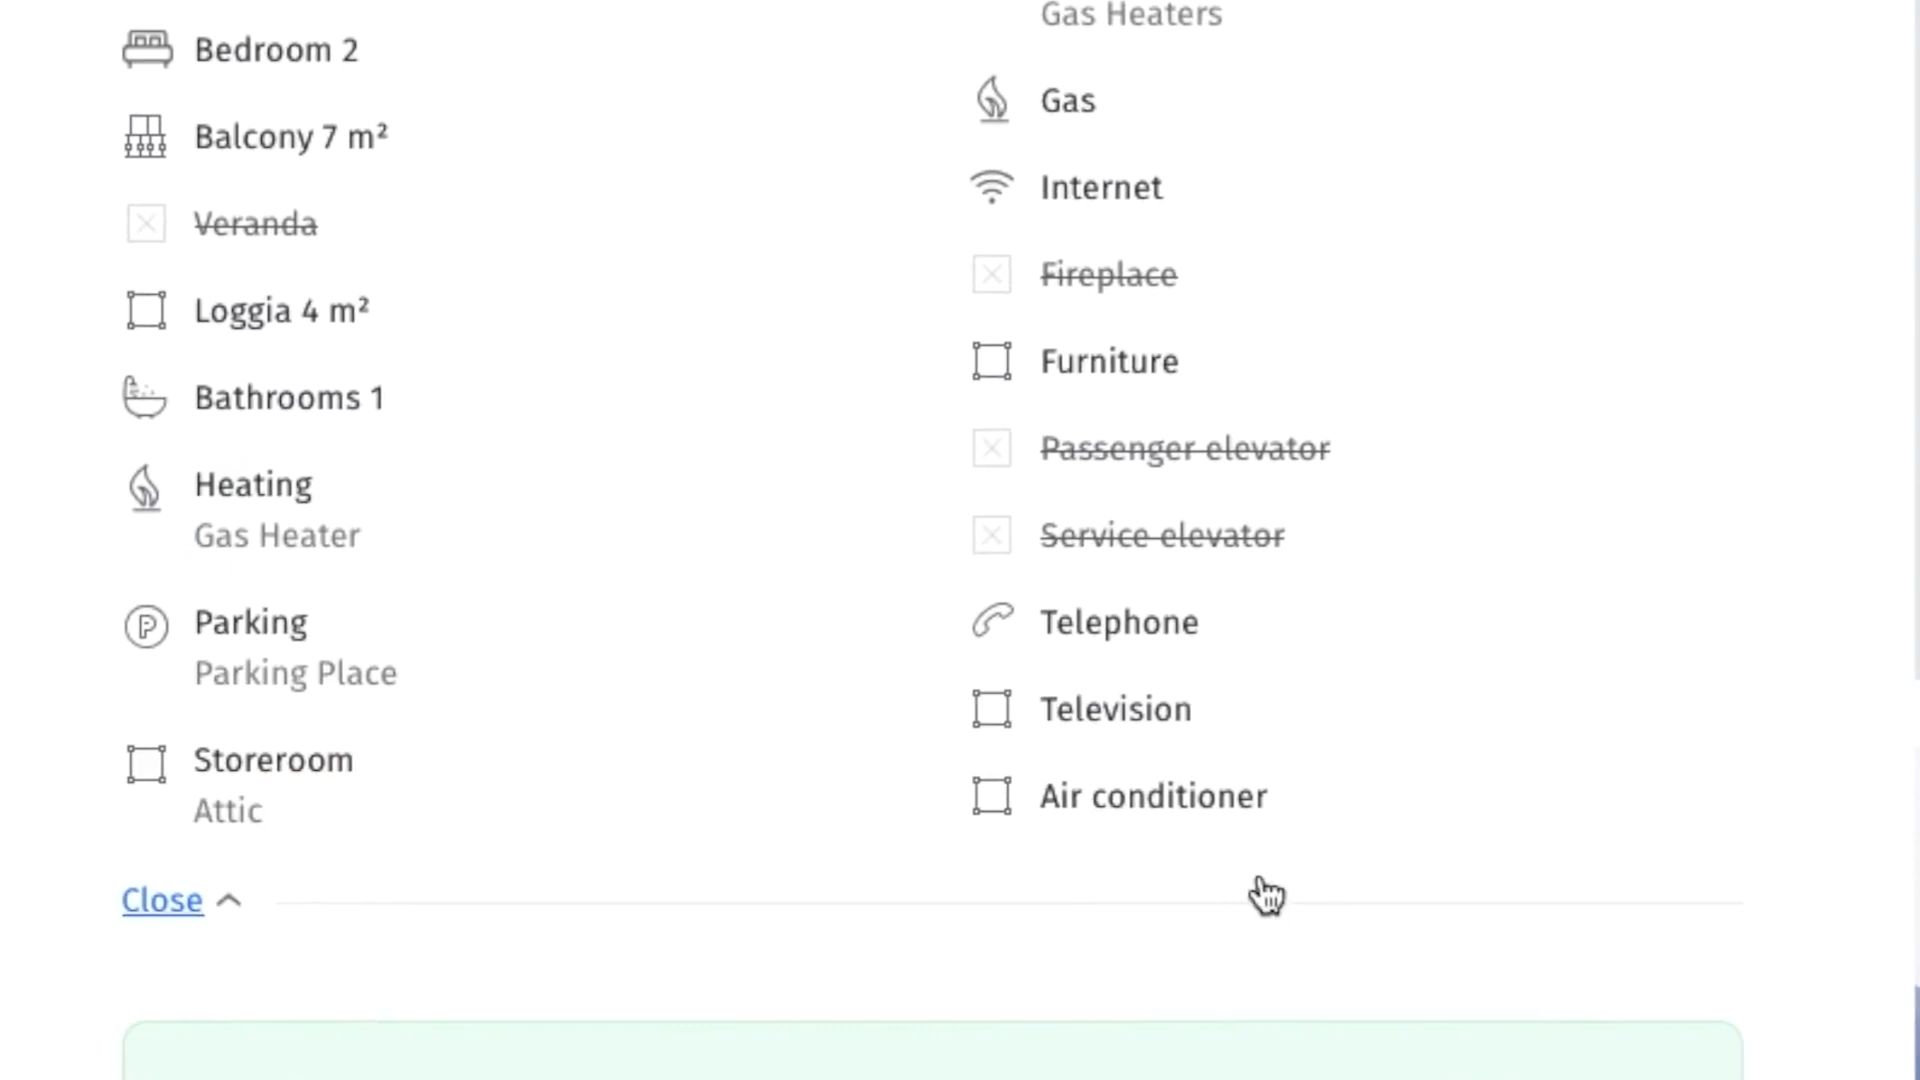 Bedroom 2
Balcony 7 m²
Veranda
Loggia 4 m²
Bathrooms 1
Heating
Gas Heater
Parking
Parking Place
Storeroom
Attic
Gas Heaters
Gas
Internet
Fireplace
Furniture
Passenger elevator
Service elevator
Telephone
Television
Air conditioner
Close